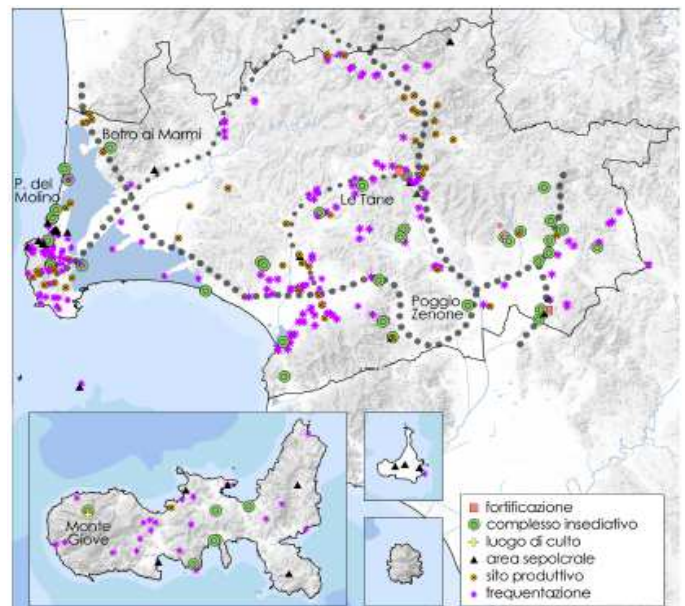 Botro ai Marmi
P. del
Molino
Le Tane
Poggio
Zenone
Monte
Giove
fortificazione
complesso insediativo
luogo di culto
area sepolcrale
sito produttivo
frequentazione